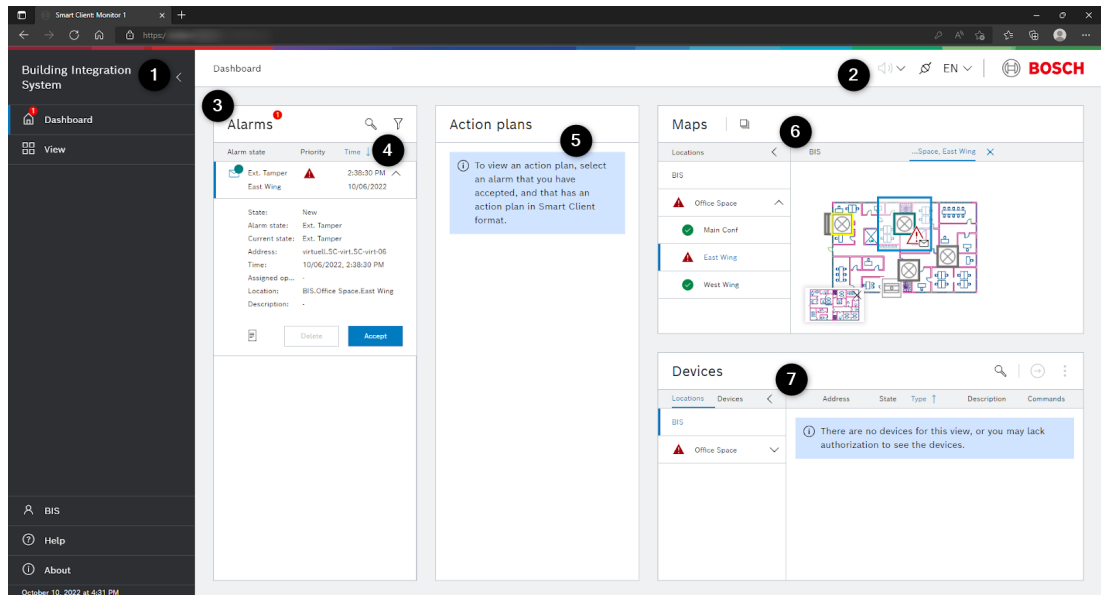 Smart Client: Monitor 1
https:/
Building Integration
System
1
Dashboard
2
EN
BOSCH
1
Dashboard
View
3
Alarms
1
Alarm state Priority Time
4
Ext. Tamper 2:38:30 PM
East Wing 10/06/2022
State: New
Alarm state: Ext. Tamper
Current state: Ext. Tamper
Address: virtuell.SC-virt.SC-virt-06
Time: 10/06/2022, 2:38:30 PM
Assigned op... -
Location: BIS.Office Space.East Wing
Description: -
Delete Accept
Action plans
5
To view an action plan, select
an alarm that you have
accepted, and that has an
action plan in Smart Client
format.
Maps
6
Locations
BIS
Office Space
Main Conf
East Wing
West Wing
BIS ...Space, East Wing
Devices
7
Locations Devices
BIS
Office Space
Address State Type Description Commands
There are no devices for this view, or you may lack
authorization to see the devices.
BIS
Help
About
October 10, 2022 at 4:31 PM